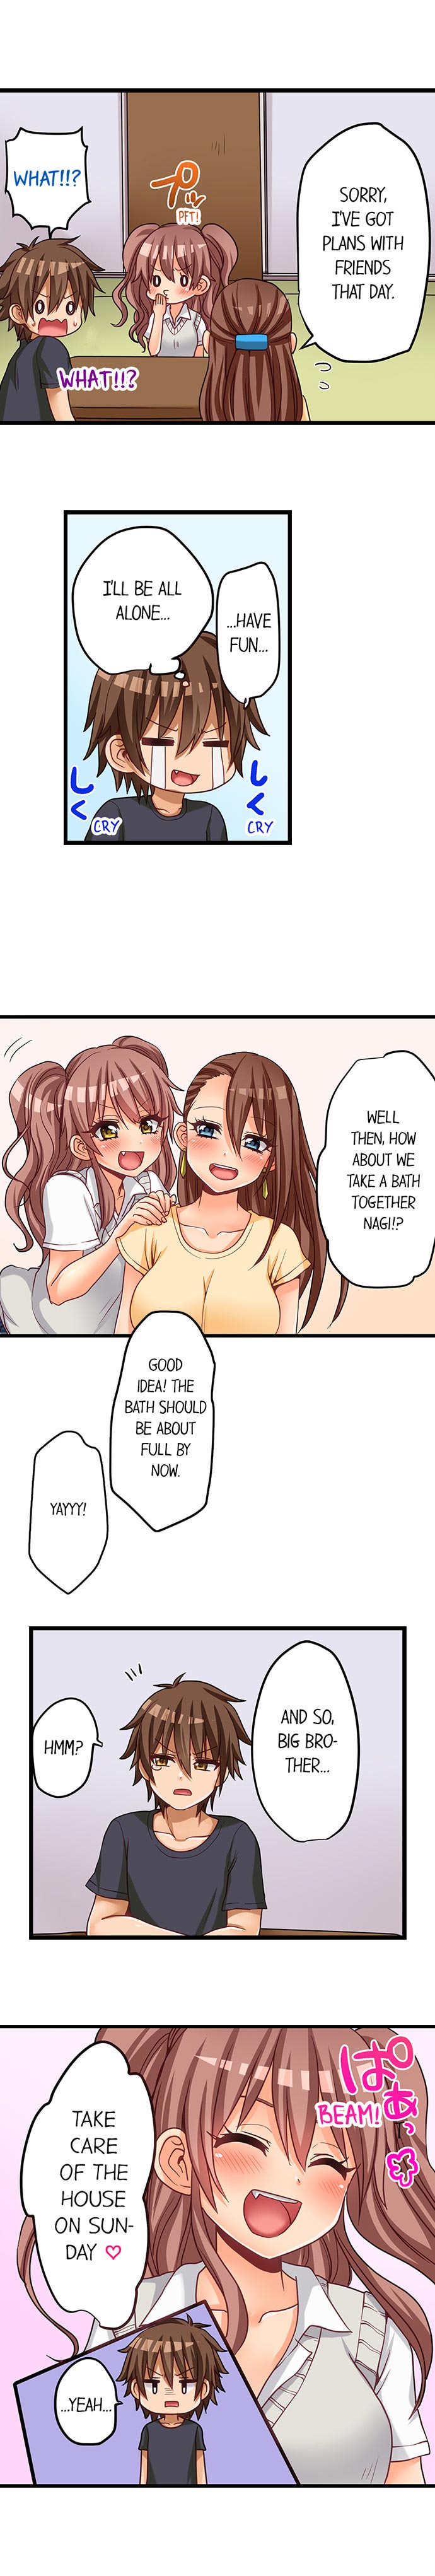 SORRY,
I'VE GOT
PLANS WITH
FRIENDS
THAT DAY.
WHAT!!?
プッ
PFT!
WHAT!!?
...HAVE
FUN...
I'LL BE ALL
ALONE...
しく
CRY
しく
CRY
WELL
THEN, HOW
ABOUT WE
TAKE A BATH
TOGETHER
NAGI!?
GOOD
IDEA! THE
BATH SHOULD
BE ABOUT
FULL BY
NOW.
YAYYY!
AND SO,
BIG BRO-
THER...
HMM?
ぱあっ
BEAM!
TAKE
CARE
OF THE
HOUSE
ON SUN-
DAY ♡
...YEAH...